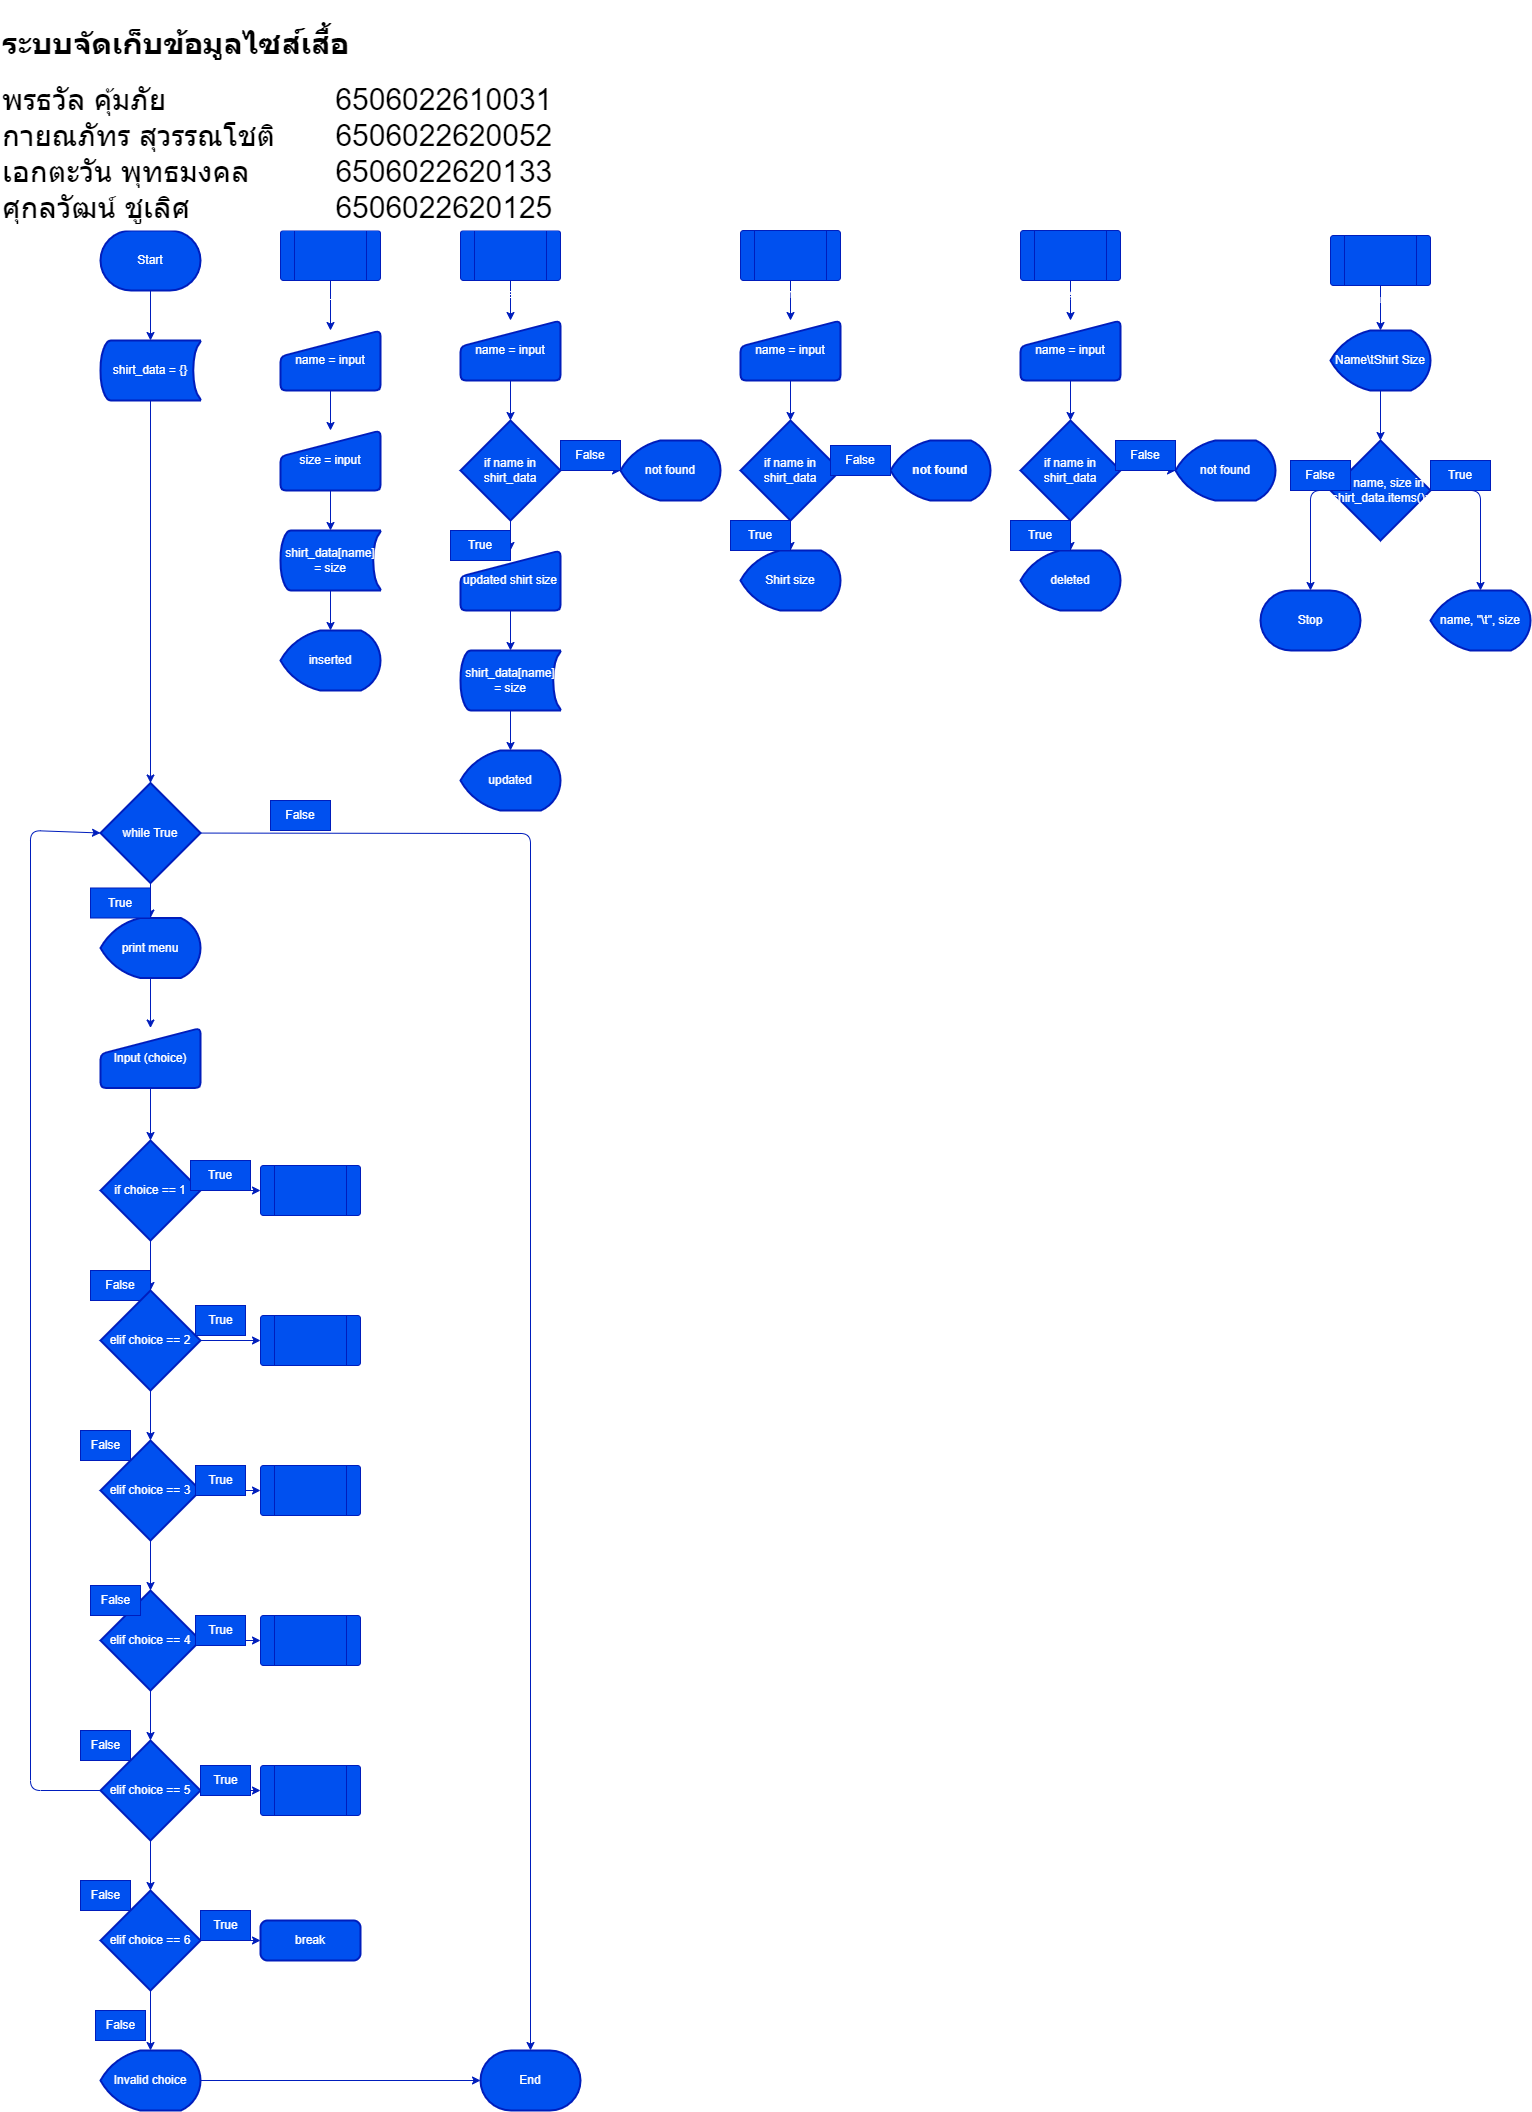 ระบบจัดเก็บข้อมูลไซส์เสื้อ
พรธวัล คุ้มภัย 6506022610031
กายณภัทร สุวรรณโชติ 6506022620052
เอกตะวัน พุทธมงคล 6506022620133
ศุกลวัฒน์ ชูเลิศ 6506022620125
Start
shirt_data = {}
name = input
size = input
shirt_data[name]
= size
inserted
name = input
if name in
shirt_data
False
not found
True
updated shirt size
shirt_data[name]
= size
updated
name = input
if name in
shirt_data
False
not found
True
Shirt size
name = input
if name in
shirt_data
False
not found
True
deleted
Name\tShirt Size
name, size in
shirt_data.items()
False
True
Stop
name, "\t", size
while True
False
True
print menu
Input (choice)
if choice == 1
True
False
elif choice == 2
True
False
elif choice == 3
True
False
elif choice == 4
True
False
elif choice == 5
True
False
elif choice == 6
True
break
False
Invalid choice
End